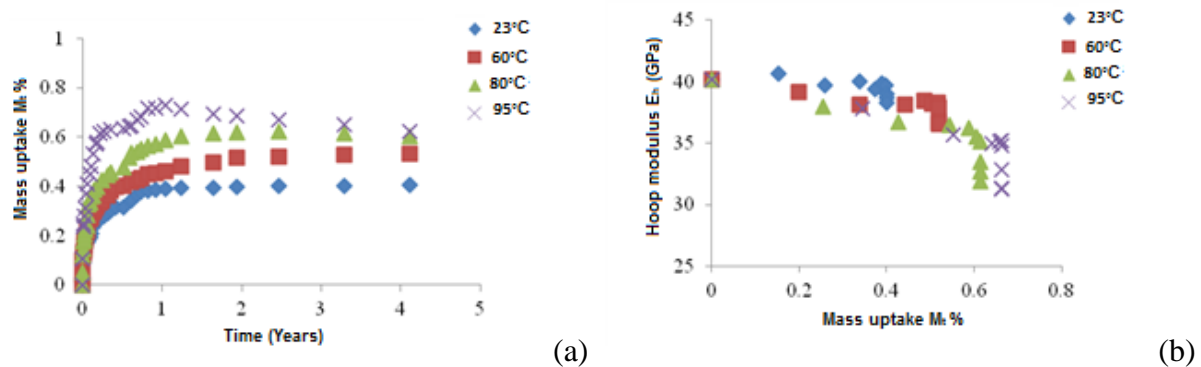 1
0.8
0.6
0.4
0.2
0
Mass uptake Mt %
0 1 2 3 4 5
Time (Years)
23°C
60°C
80°C
95°C
(a)
45
40
35
30
25
Hoop modulus Eh (GPa)
0 0.2 0.4 0.6 0.8
Mass uptake Mt %
23°C
60°C
80°C
95°C
(b)